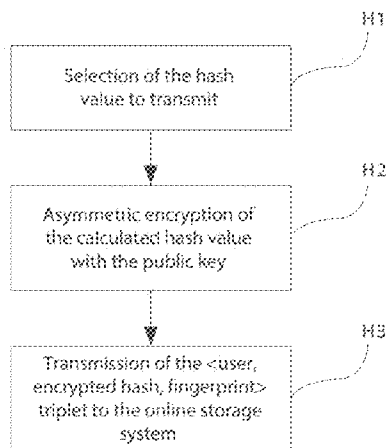 H1
Selection of the hash
value to transmit
H2
Asymmetric encryption of
the calculated hash value
with the public key
H3
Transmission of the <user,
encrypted hash, fingerprint>
triplet to the online storage
system